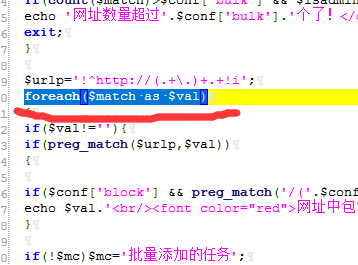 if(count($match)>$conf['bulk'] && $isadmin
echo '网址数量超过'.$conf['bulk'].'个了！</
exit;
}
$urlp='!^http://(.+\.)+.+!i';
foreach($match as $val)
{
if($val!=''){
if(preg_match($urlp,$val))
{
if($conf['block'] && preg_match('/('.$conf
echo $val.'<br/><font color="red">网址中包
}
if(!$mc)$mc='批量添加的任务';